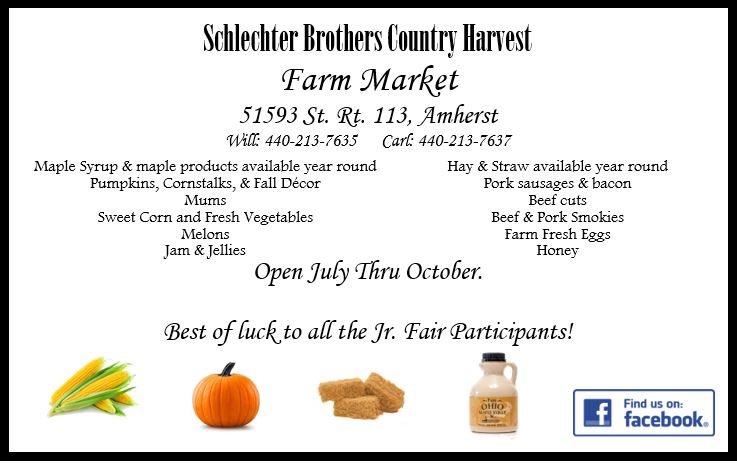 Schlechter Brothers Country Harvest
Farm Market
51593 St. Rt. 113, Amherst
Will: 440-213-7635 Carl: 440-213-7637
Maple Syrup & maple products available year round
Pumpkins, Cornstalks, & Fall Décor
Mums
Sweet Corn and Fresh Vegetables
Melons
Jam & Jellies
Hay & Straw available year round
Pork sausages & bacon
Beef cuts
Beef & Pork Smokies
Farm Fresh Eggs
Honey
Open July Thru October.
Best of luck to all the Jr. Fair Participants!
OHIO
MAPLE SYRUP
Find us on:
facebook®